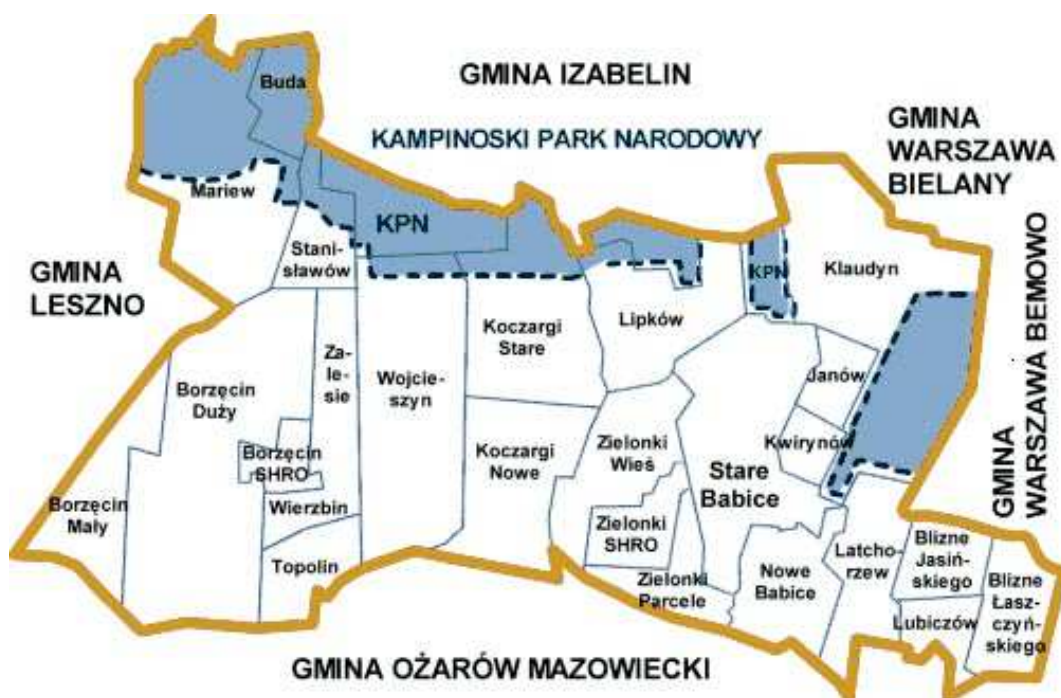 GMINA IZABELIN
KAMPINOSKI PARK NARODOWY
GMINA
WARSZAWA
BIELANY
GMINA
LESZNO
GMINA
WARSZAWA BEMOWO
GMINA OŻARÓW MAZOWIECKI
Buda
Mariew
KPN
Stani-
sławów
KPN
Klaudyn
Lipków
Koczargi
Stare
Za-
le-
sie
Wojcie-
szyn
Borzęcin
Duży
Janów
Kwirynów
Borzęcin
SHRO
Koczargi
Nowe
Zielonki
Wieś
Stare
Babice
Borzęcin
Mały
Wierzbin
Zielonki
SHRO
Topolin
Zielonki
Parcele
Nowe
Babice
Latcho-
rzew
Blizne
Jasiń-
skiego
Lubiczów
Blizne
Łasz-
czyń-
skiego